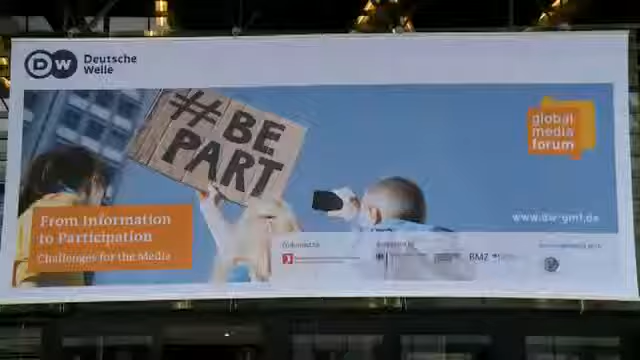 DW Deutsche
Welle
#BE
PART
global
media
forum
www.dw-gmf.de
From Information
to Participation
Challenges for the Media
BMZ